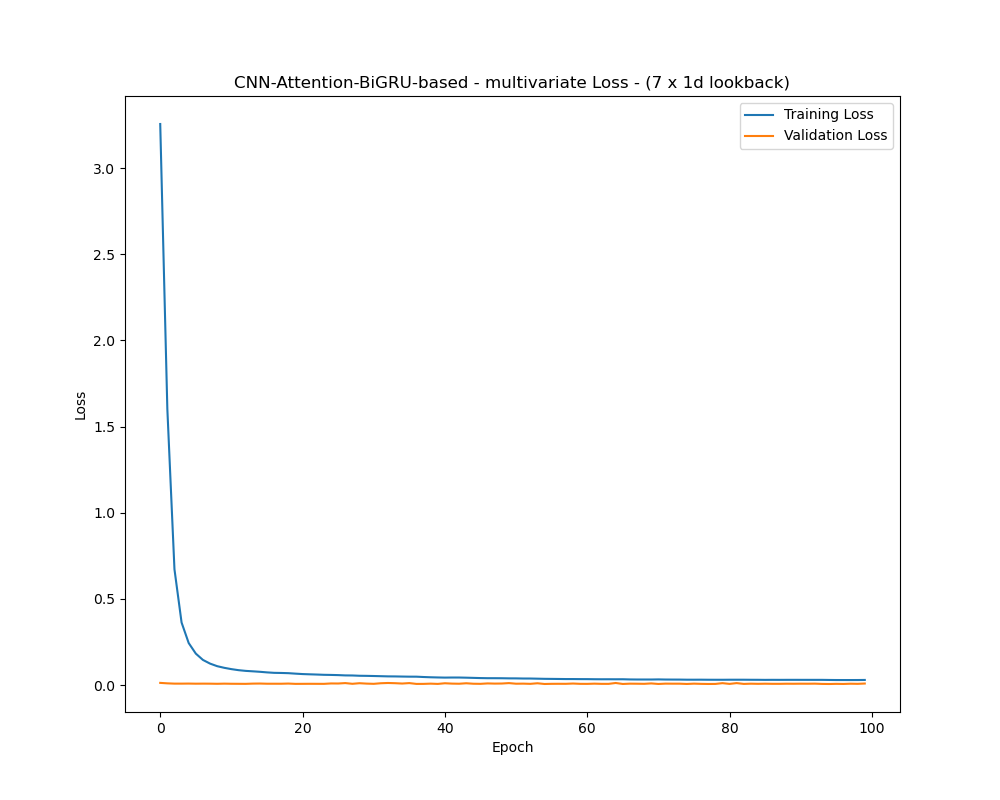 CNN-Attention-BiGRU-based - multivariate Loss - (7 x 1d lookback)
Training Loss
Validation Loss
3.0
2.5
2.0
1.5
1.0
0.5
0.0
Loss
0 20 40 60 80 100
Epoch